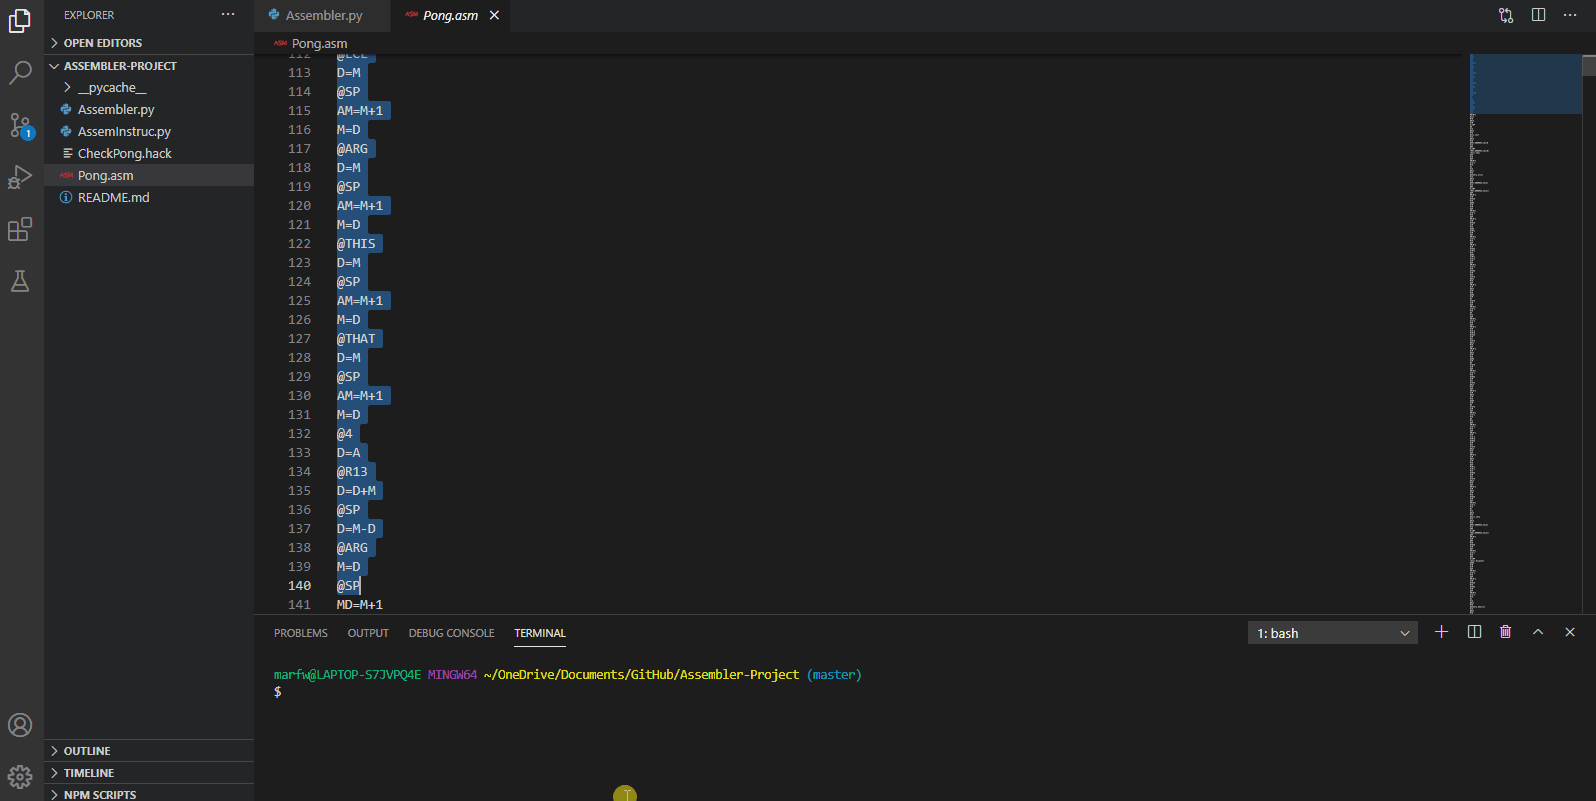 EXPLORER
OPEN EDITORS
ASSEMBLER-PROJECT
__pycache__
Assembler.py
AssemInstruc.py
CheckPong.hack
ASM Pong.asm
README.md
1
OUTLINE
TIMELINE
NPM SCRIPTS
Assembler.py
ASM Pong.asm
ASM Pong.asm
112 @LCL
113 D=M
114 @SP
115 AM=M+1
116 M=D
117 @ARG
118 D=M
119 @SP
120 AM=M+1
121 M=D
122 @THIS
123 D=M
124 @SP
125 AM=M+1
126 M=D
127 @THAT
128 D=M
129 @SP
130 AM=M+1
131 M=D
132 @4
133 D=A
134 @R13
135 D=D+M
136 @SP
137 D=M-D
138 @ARG
139 M=D
140 @SP
141 MD=M+1
PROBLEMS OUTPUT DEBUG CONSOLE TERMINAL 1: bash
marfw@LAPTOP-S7JVPQ4E MINGW64 ~/OneDrive/Documents/GitHub/Assembler-Project (master)
$